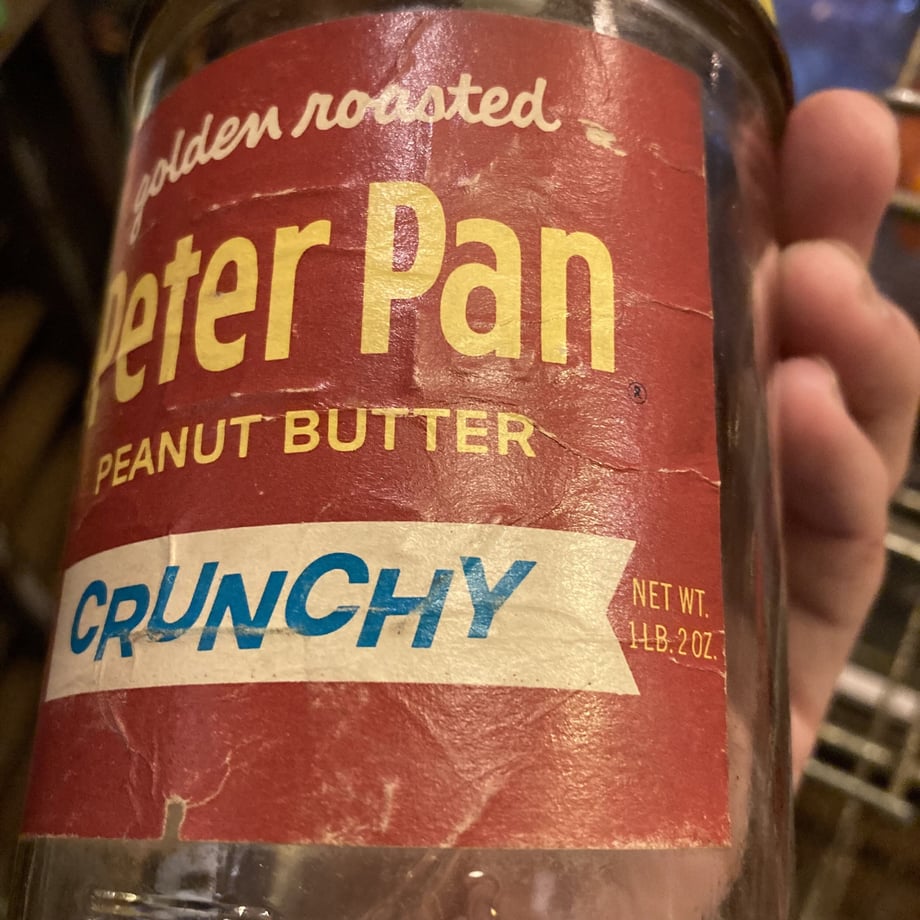 golden roasted
Peter Pan
®
PEANUT BUTTER
CRUNCHY
NET WT.
1 LB. 2 OZ.